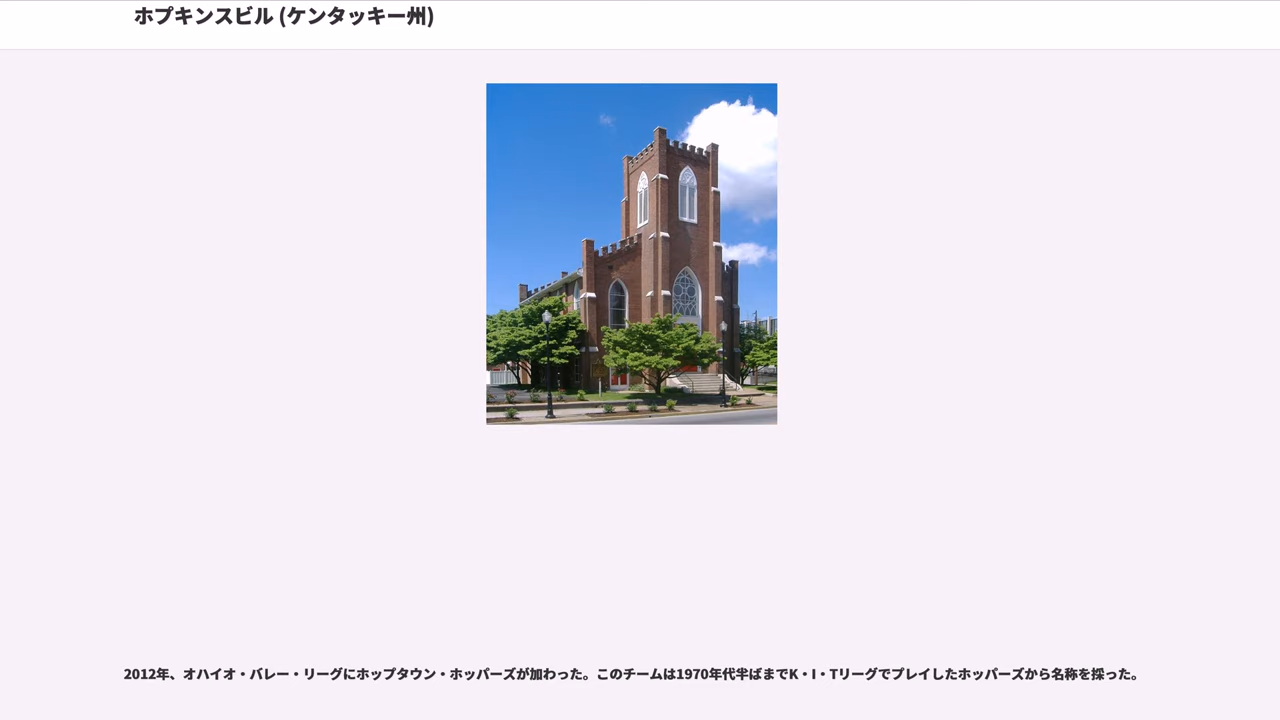 ホプキンスビル (ケンタッキー州)
2012年、オハイオ・バレー・リーグにホップタウン・ホッパーズが加わった。このチームは1970年代半ばまでK・I・Tリーグでプレイしたホッパーズから名称を採った。